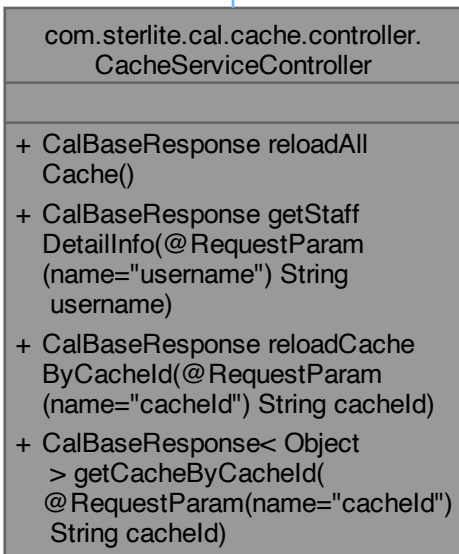 com.sterlite.cal.cache.controller.
CacheServiceController
+ CalBaseResponse reloadAll
Cache()
+ CalBaseResponse getStaff
DetailInfo(@RequestParam
(name="username") String
username)
+ CalBaseResponse reloadCache
ByCacheId(@RequestParam
(name="cacheId") String cacheId)
+ CalBaseResponse< Object
> getCacheByCacheId(
@RequestParam(name="cacheId")
String cacheId)